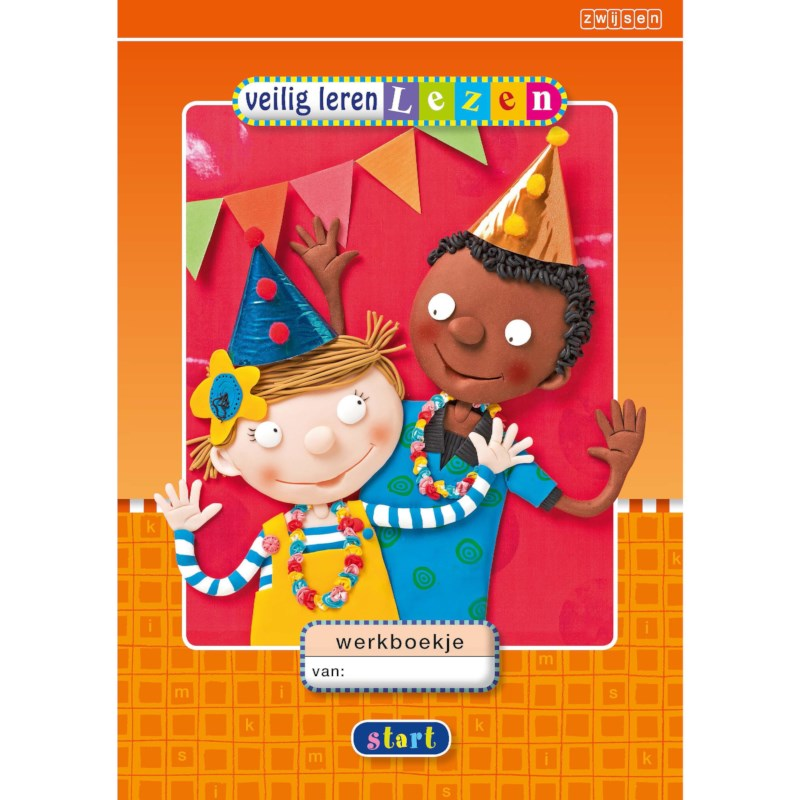 zwijsen
veilig leren Lezen
werkboekje
van:
start
k
i
m
s
k
i
s
m
i
s
k